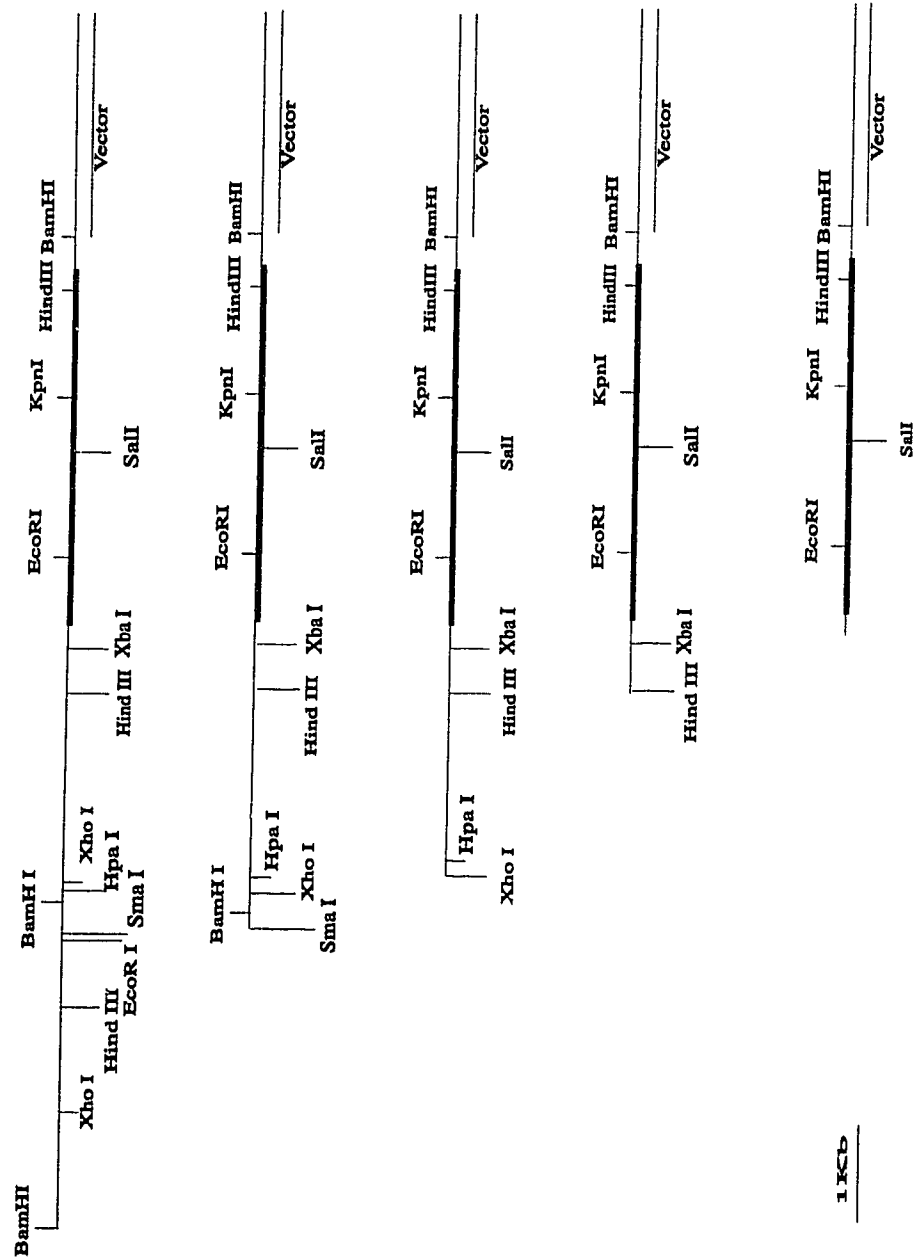 BamHI BamH I EcoRI KpnI HindIII BamHI
Xho I Hind III EcoR I Sma I Hpa I Xho I Hind III Xba I SalI Vector
BamH I EcoRI KpnI HindIII BamHI
Sma I Xho I Hpa I Hind III Xba I SalI Vector
EcoRI KpnI HindIII BamHI
Xho I Hpa I Hind III Xba I SalI Vector
EcoRI KpnI HindIII BamHI
Hind III Xba I SalI Vector
EcoRI KpnI HindIII BamHI
SalI Vector
1 Kb